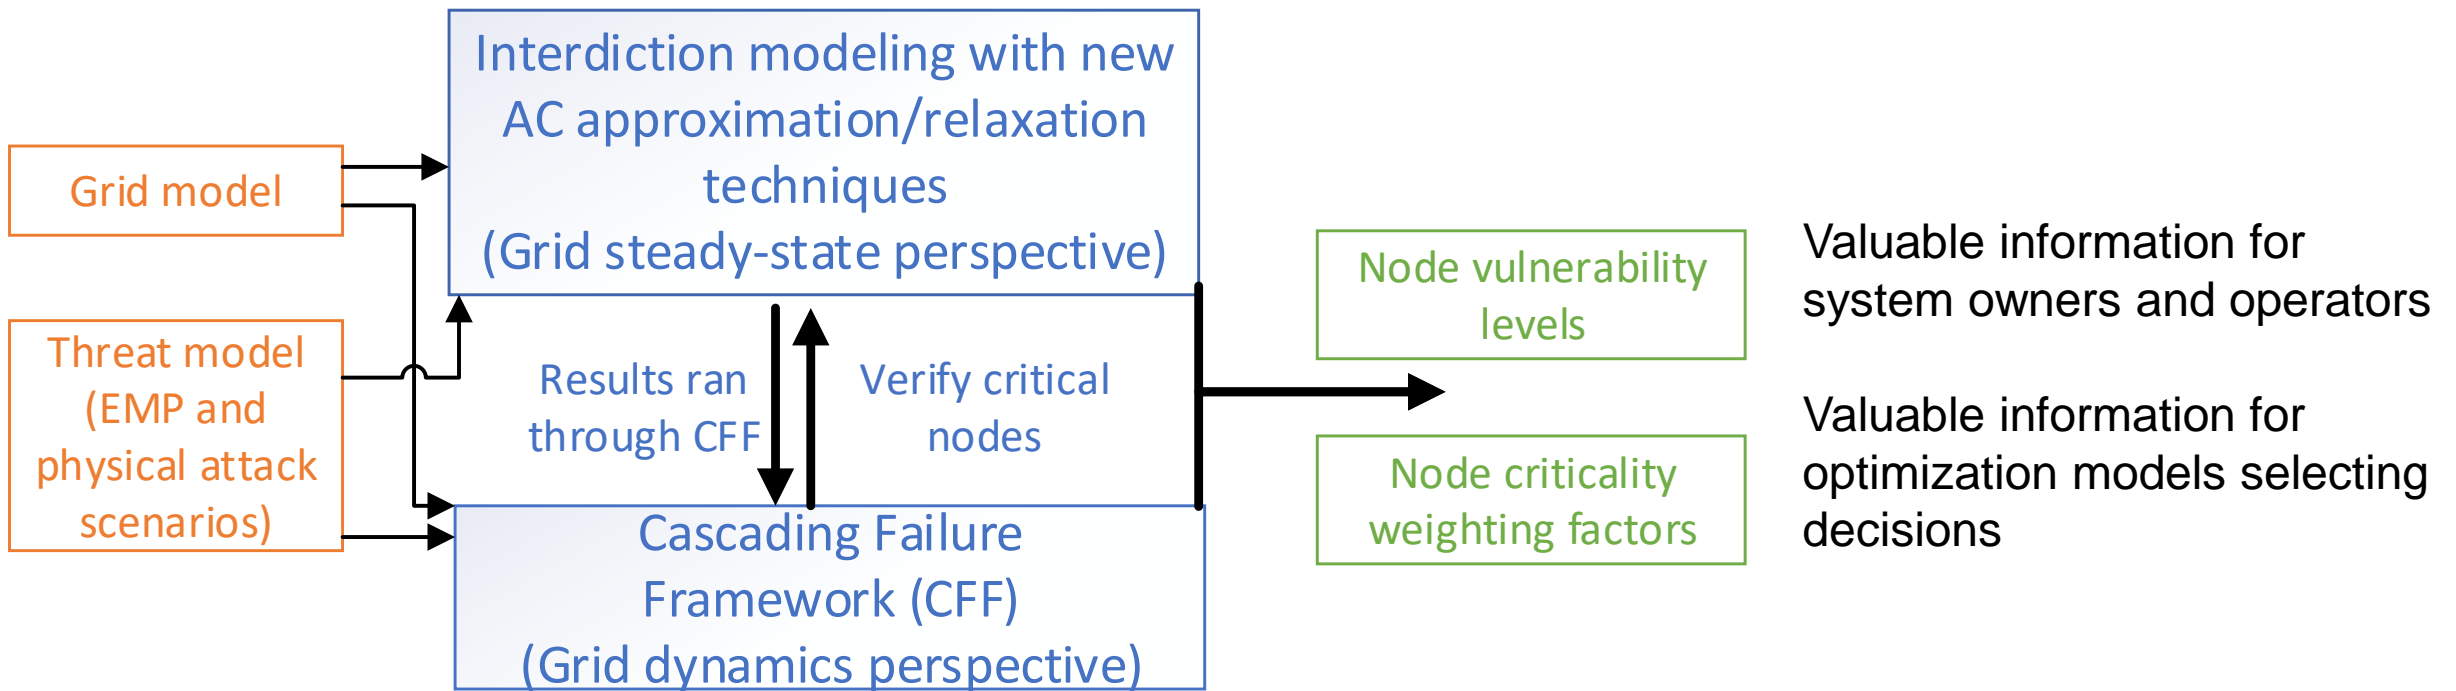 Interdiction modeling with new
AC approximation/relaxation
techniques
(Grid steady-state perspective)
Grid model
Threat model
(EMP and
physical attack
scenarios)
Results ran
through CFF
Verify critical
nodes
Cascading Failure
Framework (CFF)
(Grid dynamics perspective)
Node vulnerability
levels
Node criticality
weighting factors
Valuable information for
system owners and operators
Valuable information for
optimization models selecting
decisions